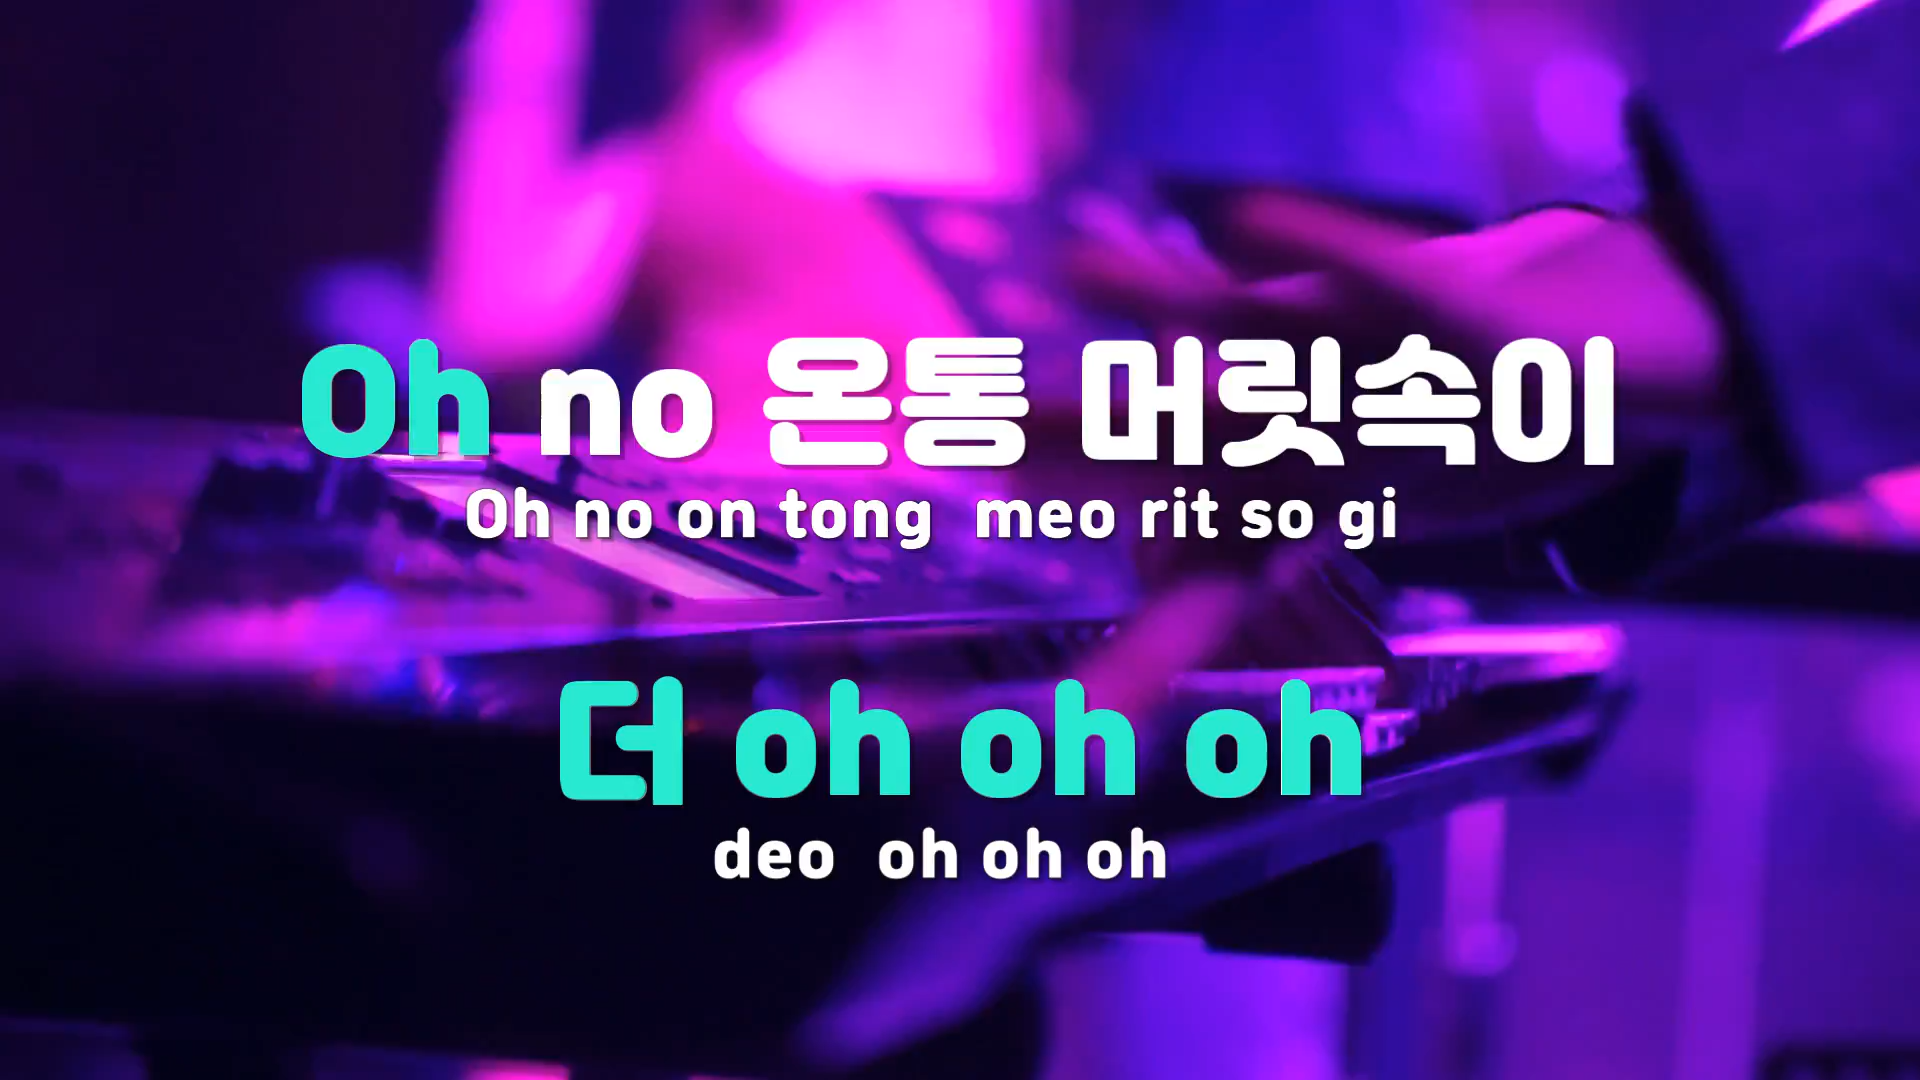 Oh no 온통 머릿속이
Oh no on tong meo rit so gi
더 oh oh oh
deo oh oh oh